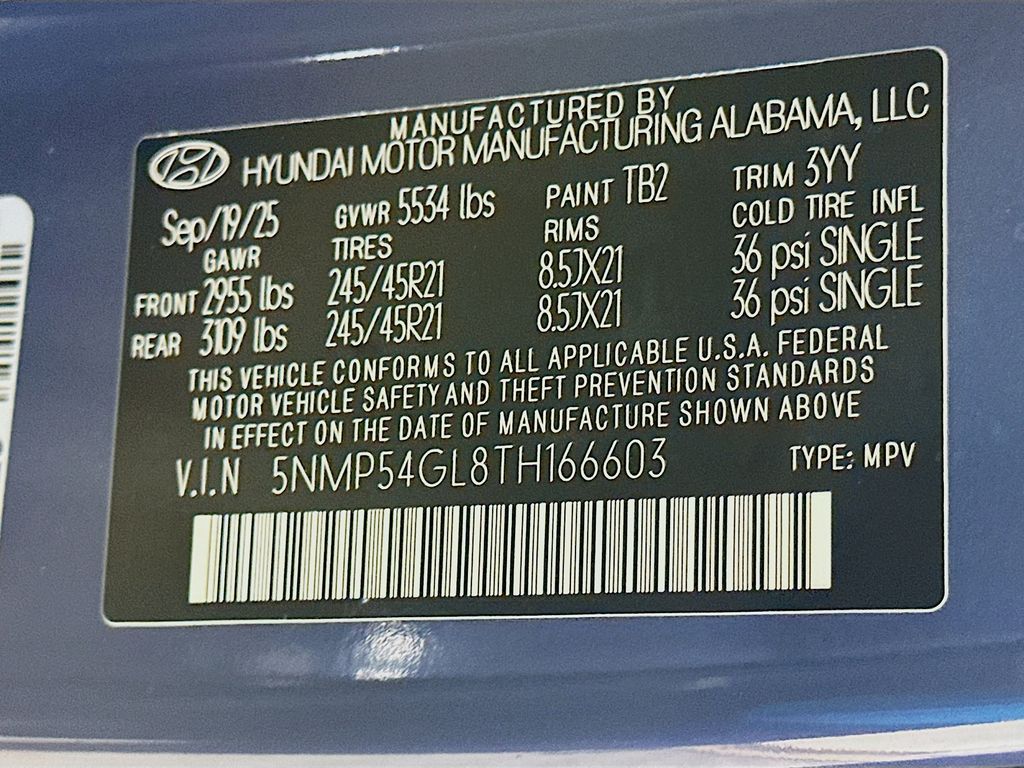 MANUFACTURED BY
HYUNDAI MOTOR MANUFACTURING ALABAMA, LLC
Sep/19/25 GVWR 5534 lbs PAINT TB2 TRIM 3YY
GAWR TIRES RIMS COLD TIRE INFL
FRONT 2955 lbs 245/45R21 8.5JX21 36 psi SINGLE
REAR 3109 lbs 245/45R21 8.5JX21 36 psi SINGLE
THIS VEHICLE CONFORMS TO ALL APPLICABLE U.S.A. FEDERAL
MOTOR VEHICLE SAFETY AND THEFT PREVENTION STANDARDS
IN EFFECT ON THE DATE OF MANUFACTURE SHOWN ABOVE
V.I.N 5NMP54GL8TH166603 TYPE: MPV